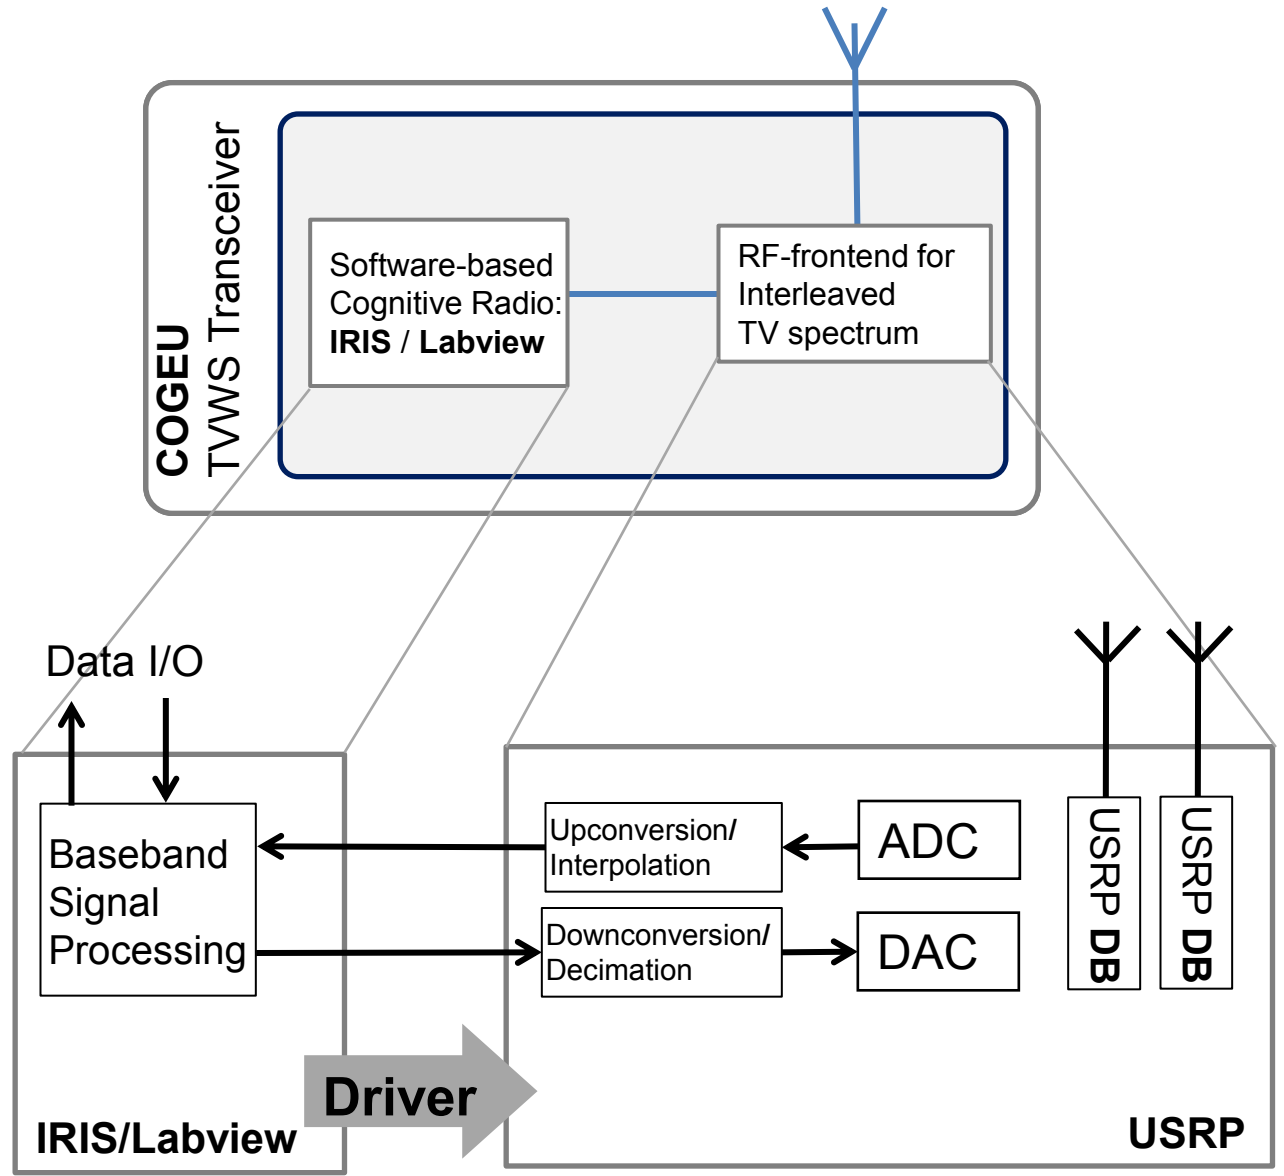 COGEU
TVWS Transceiver
Software-based
Cognitive Radio:
IRIS / Labview
RF-frontend for
Interleaved
TV spectrum
Data I/O
Baseband
Signal
Processing
Upconversion/
Interpolation
ADC
Downconversion/
Decimation
DAC
USRP DB
USRP DB
Driver
IRIS/Labview
USRP